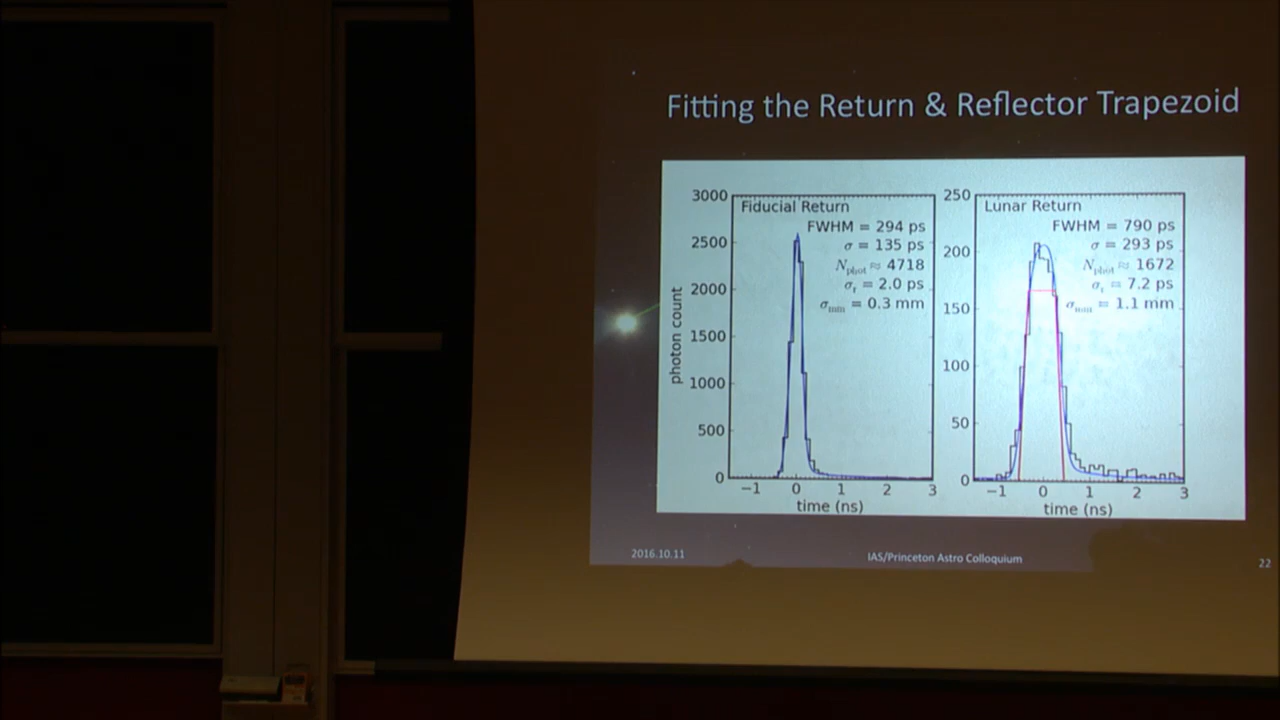 Fitting the Return & Reflector Trapezoid
Fiducial Return
FWHM = 294 ps
σ = 135 ps
N_phot ≈ 4718
σ_r = 2.0 ps
σ_mm = 0.3 mm
photon count
3000
2500
2000
1500
1000
500
0
−1 0 1 2 3
time (ns)
Lunar Return
FWHM = 790 ps
σ = 293 ps
N_phot ≈ 1672
σ_r = 7.2 ps
σ_mm = 1.1 mm
250
200
150
100
50
0
−1 0 1 2 3
time (ns)
2016.10.11
IAS/Princeton Astro Colloquium
22